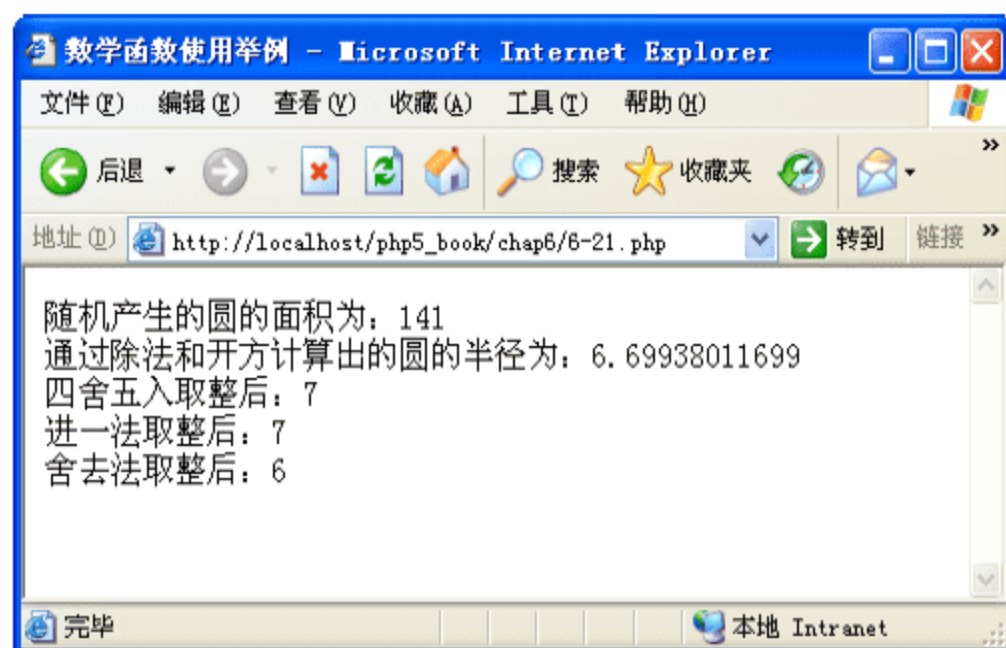 数学函数使用举例 - Microsoft Internet Explorer
文件(F) 编辑(E) 查看(V) 收藏(A) 工具(T) 帮助(H)
后退 搜索 收藏夹 »
地址(D) http://localhost/php5_book/chap6/6-21.php 转到 链接 »
随机产生的圆的面积为：141
通过除法和开方计算出的圆的半径为：6.69938011699
四舍五入取整后：7
进一法取整后：7
舍去法取整后：6
完毕 本地 Intranet